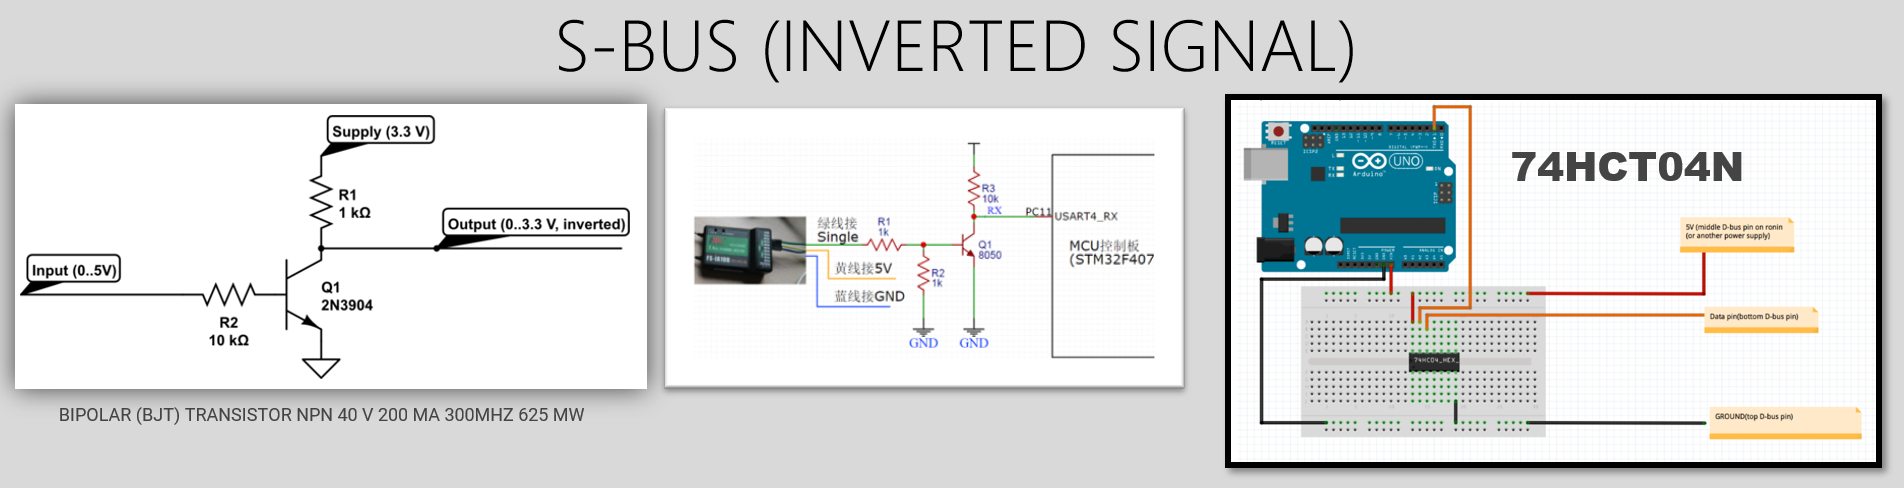 S-BUS (INVERTED SIGNAL)
Supply (3.3 V)
R1
1 kΩ
Output (0..3.3 V, inverted)
Input (0..5V)
Q1
2N3904
R2
10 kΩ
BIPOLAR (BJT) TRANSISTOR NPN 40 V 200 MA 300MHZ 625 MW
R3
10k
RX
PC11
USART4_RX
绿线接
Single
R1
1k
Q1
8050
MCU控制板
(STM32F407
R2
1k
黄线接5V
蓝线接GND
GND
GND
74HCT04N
UNO
Arduino
5V (middle D-bus pin on ronin
(or another power supply)
Data pin(bottom D-bus pin)
74HC04_HEX_
GROUND(top D-bus pin)